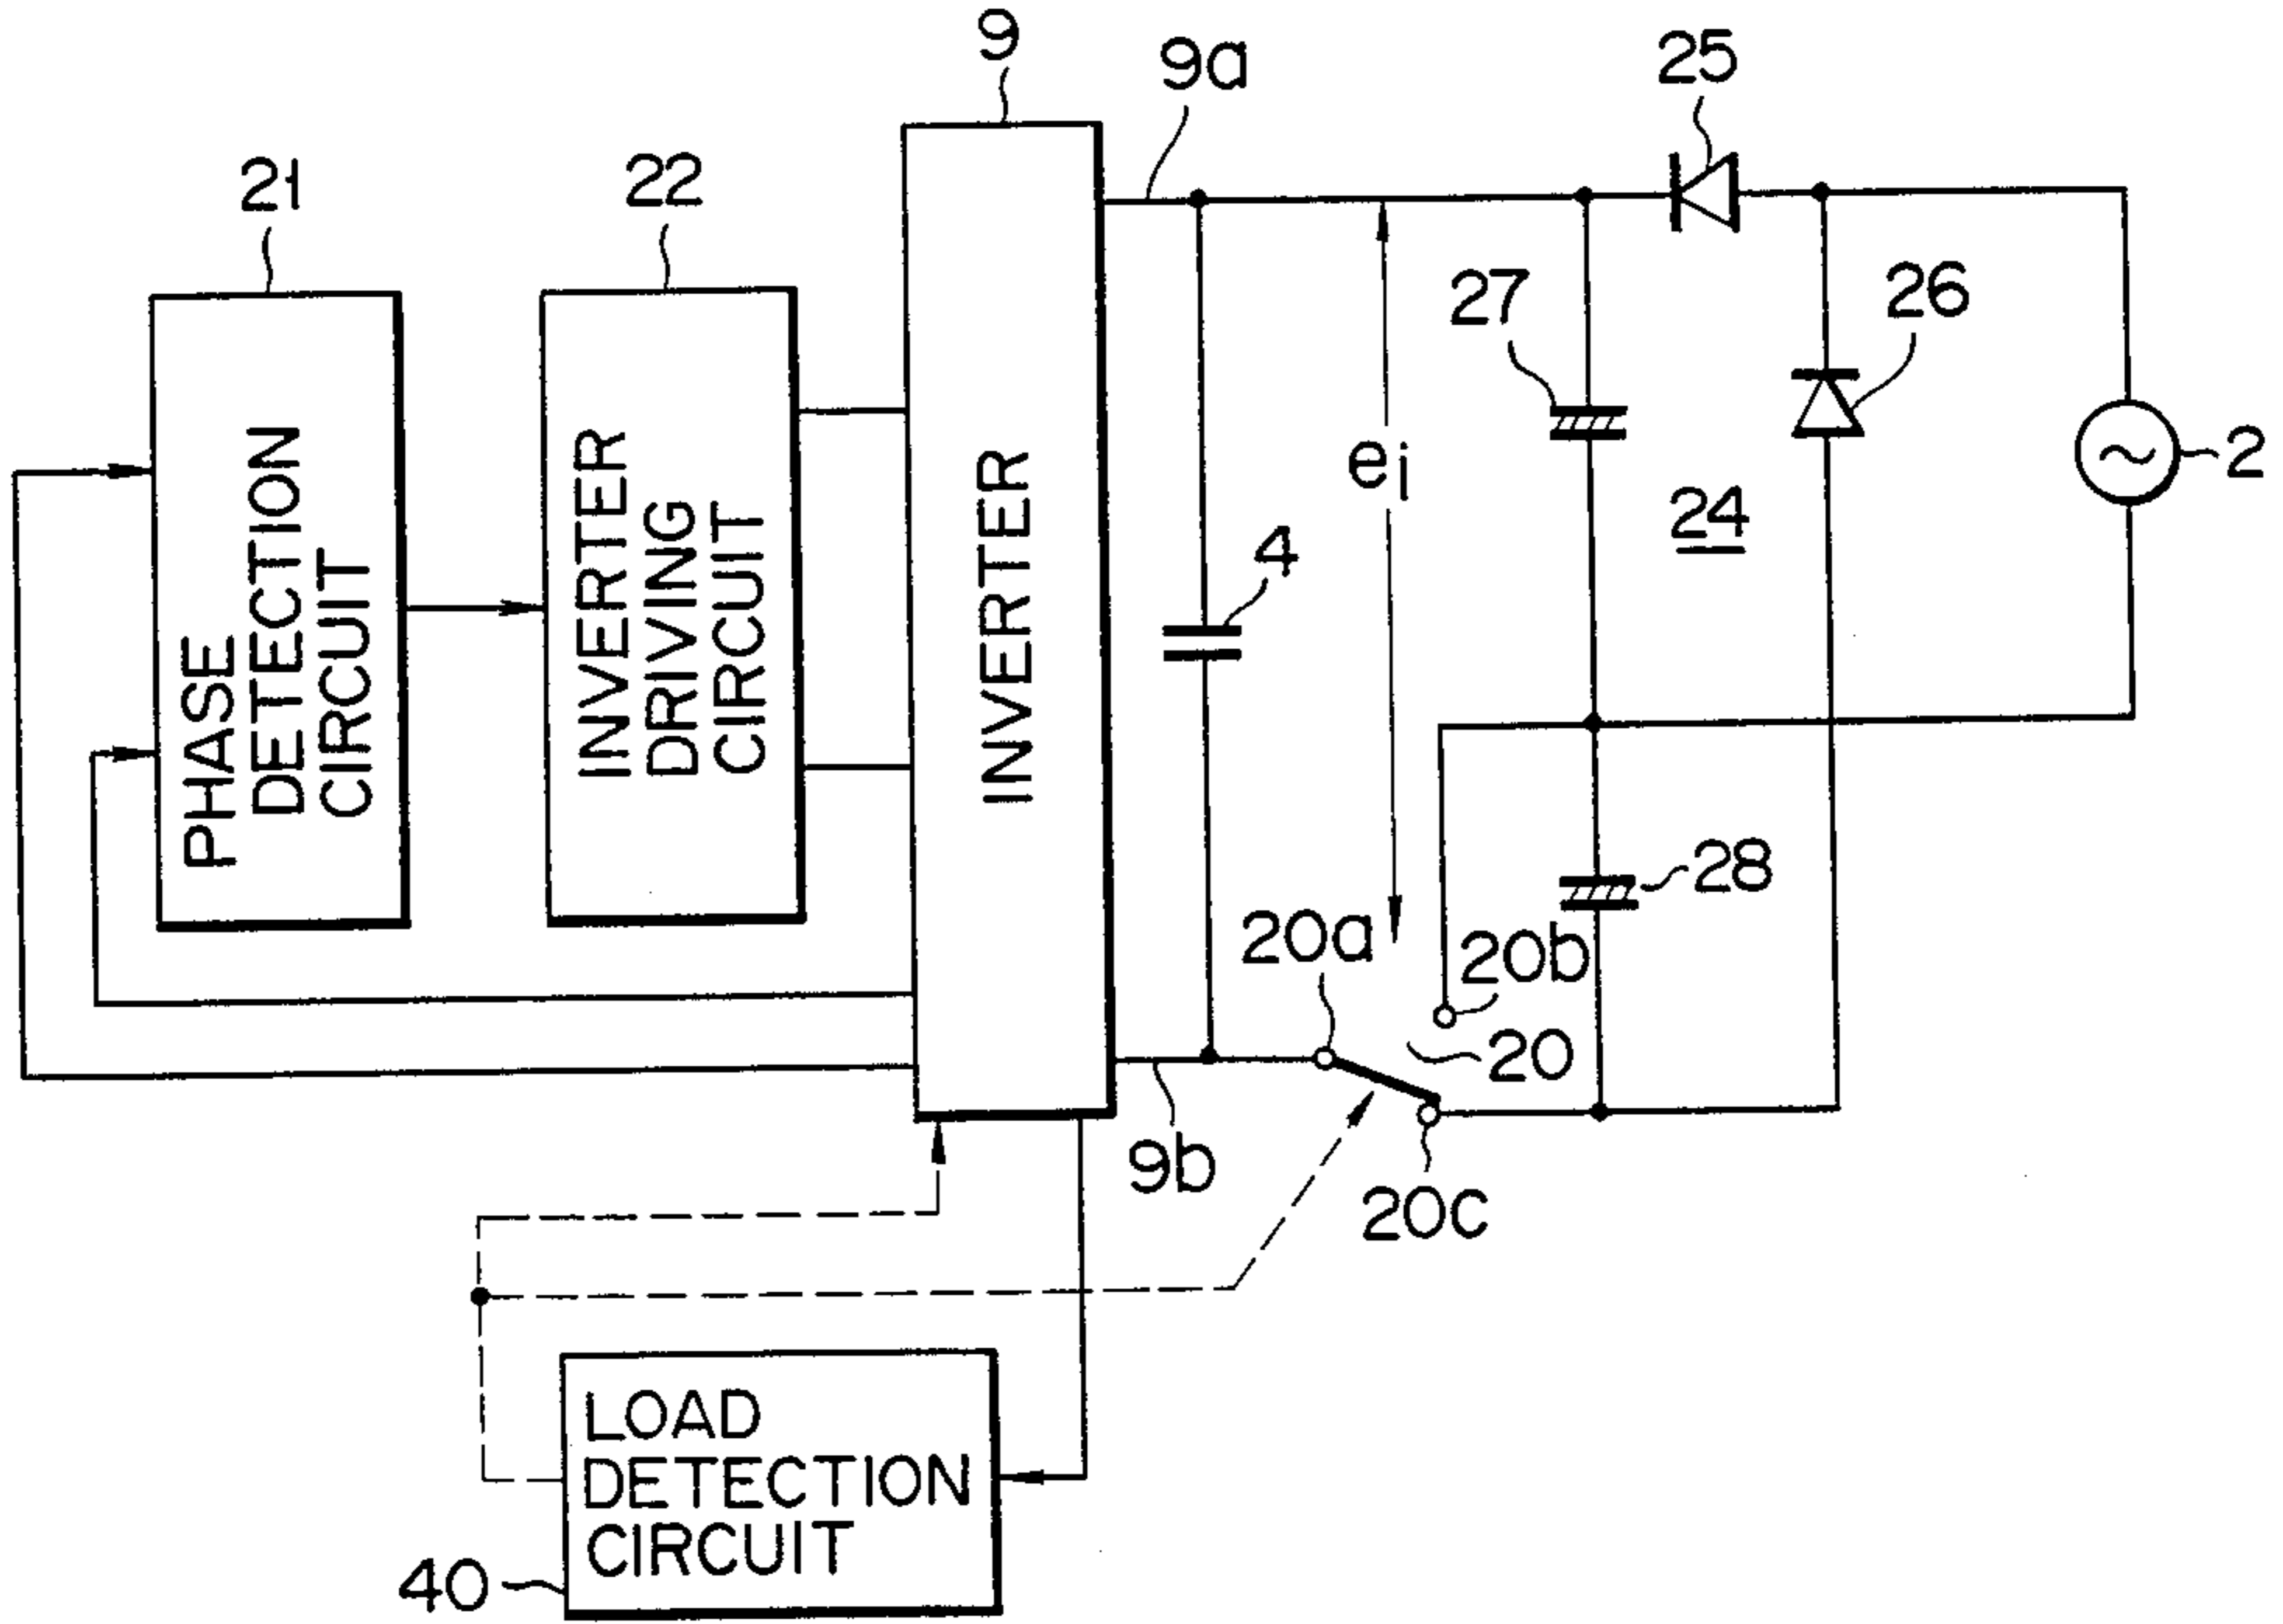 9
9a
25
21
22
27
26
PHASE
DETECTION
CIRCUIT
INVERTER
DRIVING
CIRCUIT
INVERTER
ei
24
2
4
28
20a
20b
20
9b
20c
LOAD
DETECTION
CIRCUIT
40